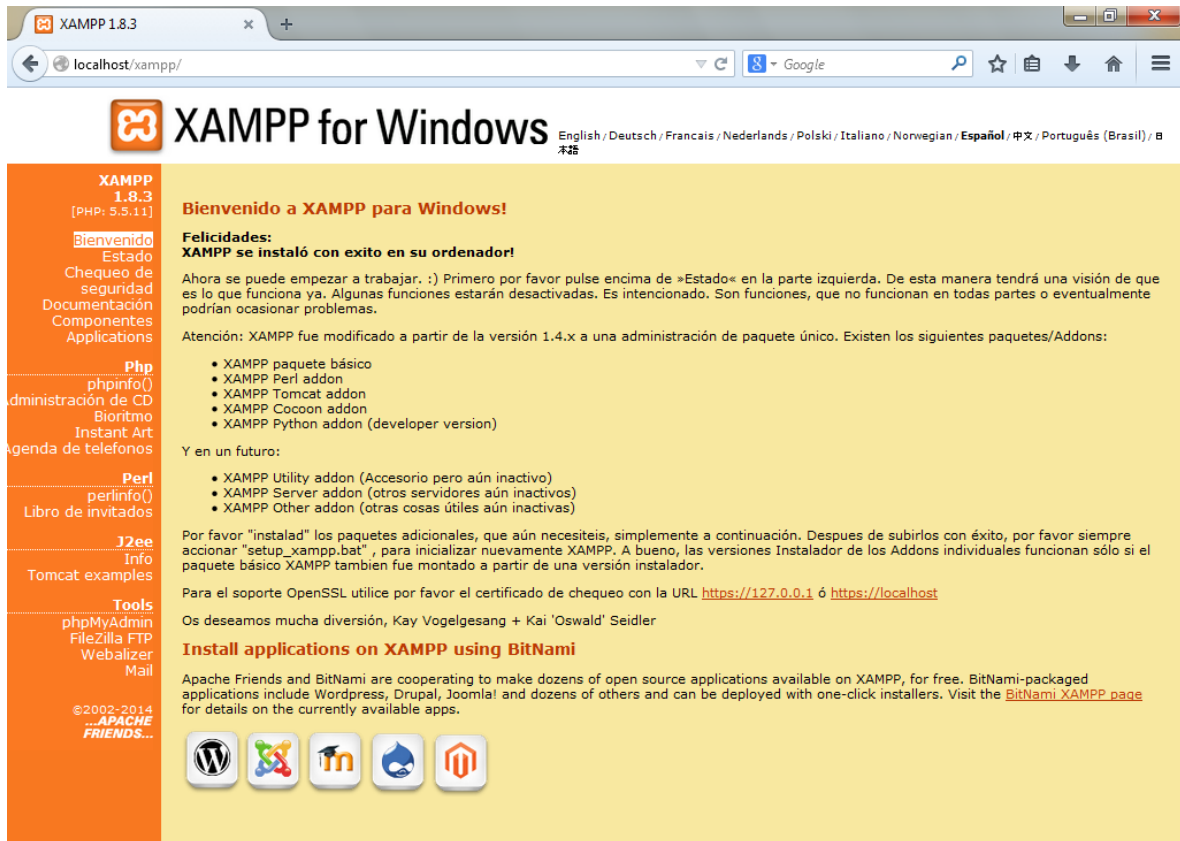 XAMPP 1.8.3
localhost/xampp/
Google
XAMPP for Windows
English / Deutsch / Francais / Nederlands / Polski / Italiano / Norwegian / Español / 中文 / Português (Brasil) / 日
本語
XAMPP
1.8.3
[PHP: 5.5.11]
Bienvenido
Estado
Chequeo de
seguridad
Documentación
Componentes
Applications
Php
phpinfo()
dministración de CD
Bioritmo
Instant Art
Agenda de telefonos
Perl
perlinfo()
Libro de invitados
J2ee
Info
Tomcat examples
Tools
phpMyAdmin
FileZilla FTP
Webalizer
Mail
©2002-2014
...APACHE
FRIENDS...
Bienvenido a XAMPP para Windows!
Felicidades:
XAMPP se instaló con exito en su ordenador!
Ahora se puede empezar a trabajar. :) Primero por favor pulse encima de »Estado« en la parte izquierda. De esta manera tendrá una visión de que
es lo que funciona ya. Algunas funciones estarán desactivadas. Es intencionado. Son funciones, que no funcionan en todas partes o eventualmente
podrían ocasionar problemas.
Atención: XAMPP fue modificado a partir de la versión 1.4.x a una administración de paquete único. Existen los siguientes paquetes/Addons:
• XAMPP paquete básico
• XAMPP Perl addon
• XAMPP Tomcat addon
• XAMPP Cocoon addon
• XAMPP Python addon (developer version)
Y en un futuro:
• XAMPP Utility addon (Accesorio pero aún inactivo)
• XAMPP Server addon (otros servidores aún inactivos)
• XAMPP Other addon (otras cosas útiles aún inactivas)
Por favor "instalad" los paquetes adicionales, que aún necesiteis, simplemente a continuación. Despues de subirlos con éxito, por favor siempre
accionar "setup_xampp.bat" , para inicializar nuevamente XAMPP. A bueno, las versiones Instalador de los Addons individuales funcionan sólo si el
paquete básico XAMPP tambien fue montado a partir de una versión instalador.
Para el soporte OpenSSL utilice por favor el certificado de chequeo con la URL https://127.0.0.1 ó https://localhost
Os deseamos mucha diversión, Kay Vogelgesang + Kai 'Oswald' Seidler
Install applications on XAMPP using BitNami
Apache Friends and BitNami are cooperating to make dozens of open source applications available on XAMPP, for free. BitNami-packaged
applications include Wordpress, Drupal, Joomla! and dozens of others and can be deployed with one-click installers. Visit the BitNami XAMPP page
for details on the currently available apps.